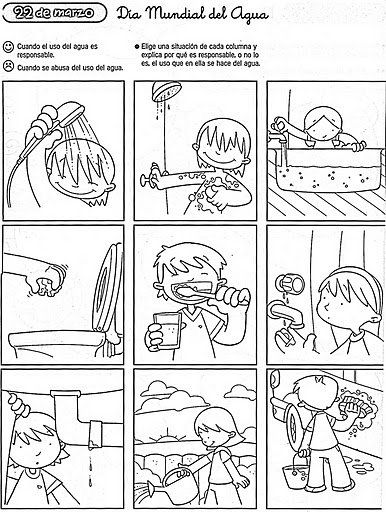 22 de marzo
Día Mundial del Agua
Cuando el uso del agua es
responsable.
Cuando se abusa del uso del agua.
● Elige una situación de cada columna y
explica por qué es responsable, o no lo
es, el uso que en ella se hace del agua.